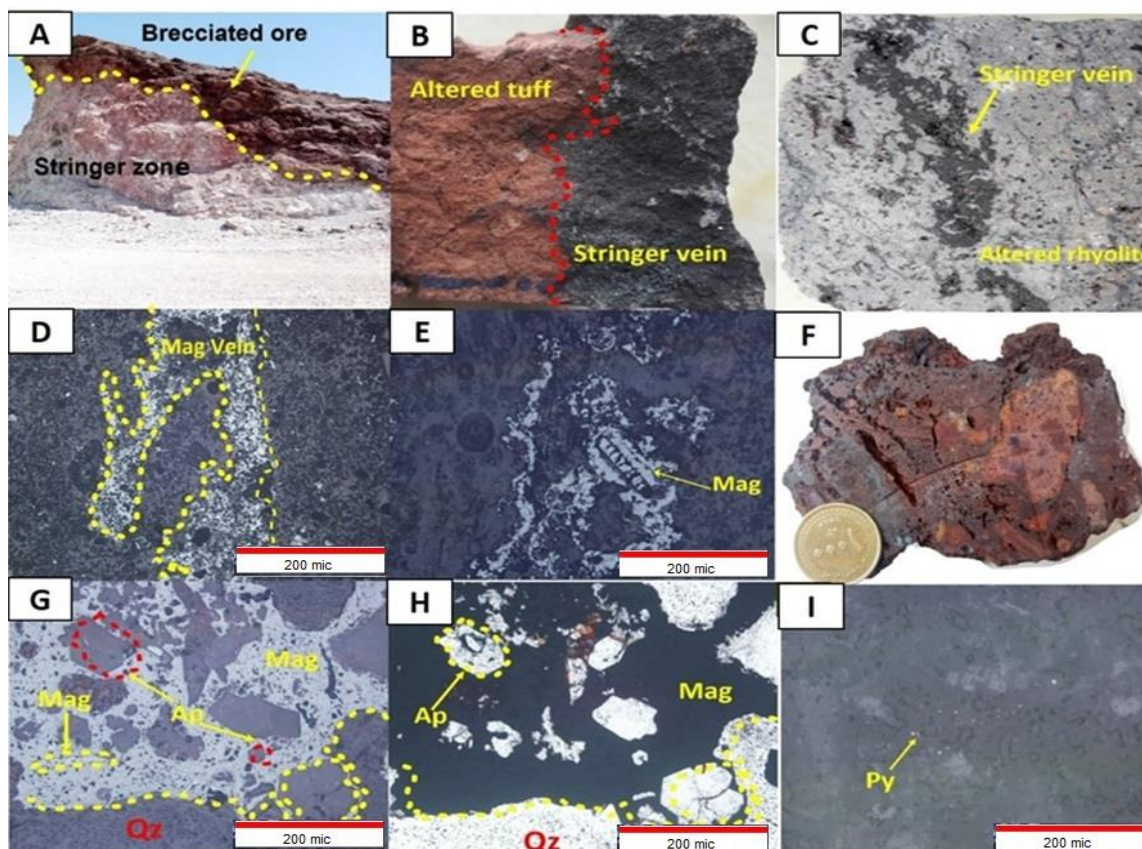 A
Brecciated ore
Stringer zone
B
Altered tuff
Stringer vein
C
Stringer vein
Altered rhyolite
D
Mag Vein
200 mic
E
Mag
200 mic
F
G
Mag
Mag
Ap
Qz
200 mic
H
Mag
Ap
Qz
200 mic
I
Py
200 mic